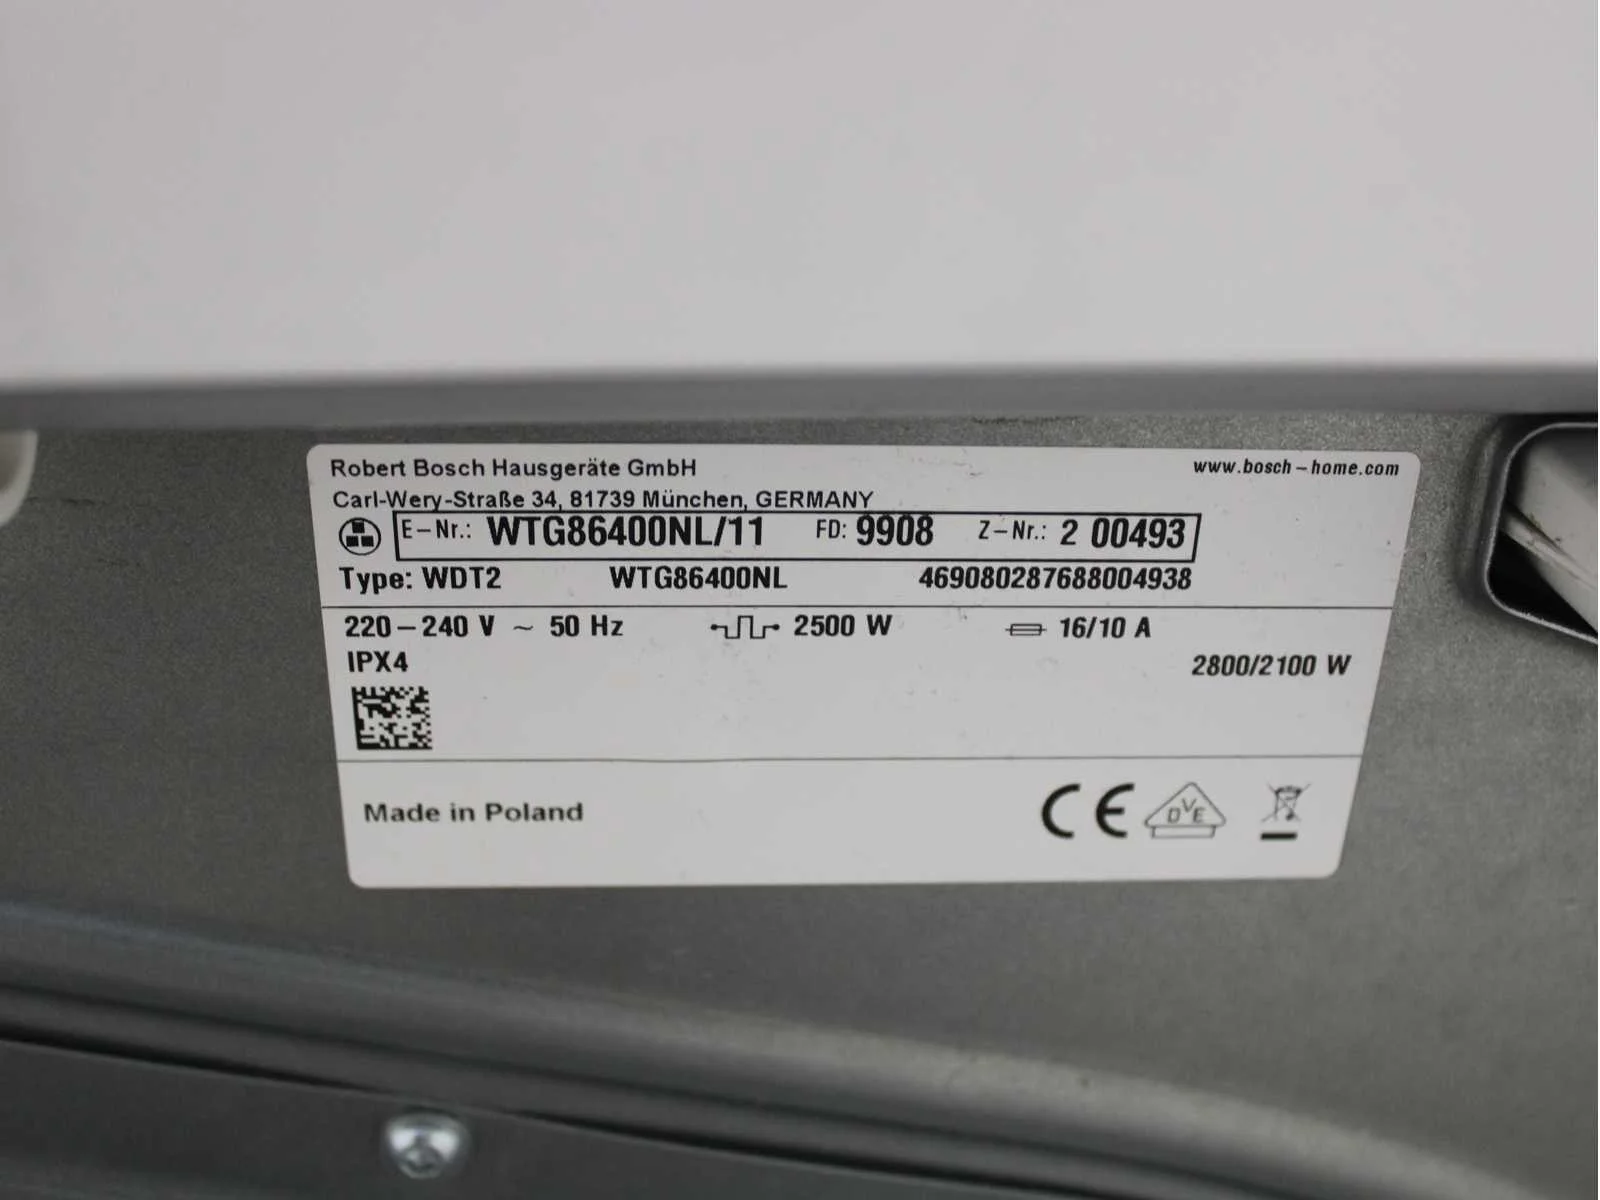 Robert Bosch Hausgeräte GmbH www.bosch-home.com
Carl-Wery-Straße 34, 81739 München, GERMANY
E-Nr.: WTG86400NL/11 FD: 9908 Z-Nr.: 2 00493
Type: WDT2 WTG86400NL 469080287688004938
220-240 V ~ 50 Hz 2500 W 16/10 A
IPX4 2800/2100 W
Made in Poland CE DVE